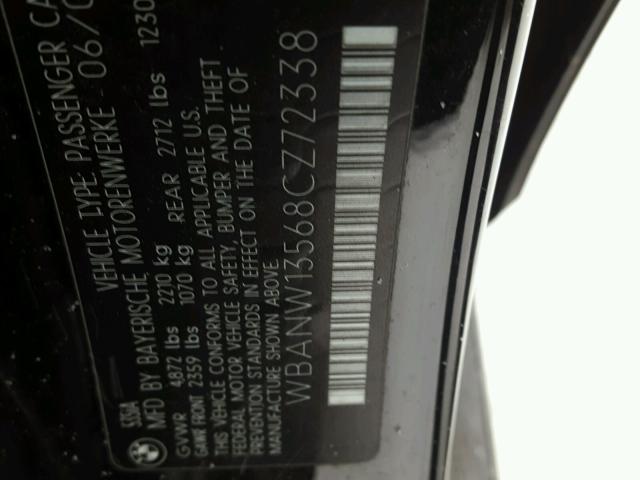 535IA
VEHICLE TYPE: PASSENGER CA
MFD BY BAYERISCHE MOTORENWERKE - 06/0
GVWR 4872 lbs 2210 kg
GAWR FRONT 2359 lbs 1070 kg REAR 2712 lbs 1230
THIS VEHICLE CONFORMS TO ALL APPLICABLE U.S.
FEDERAL MOTOR VEHICLE SAFETY, BUMPER AND THEFT
PREVENTION STANDARDS IN EFFECT ON THE DATE OF
MANUFACTURE SHOWN ABOVE.
WBANW13568CZ72338